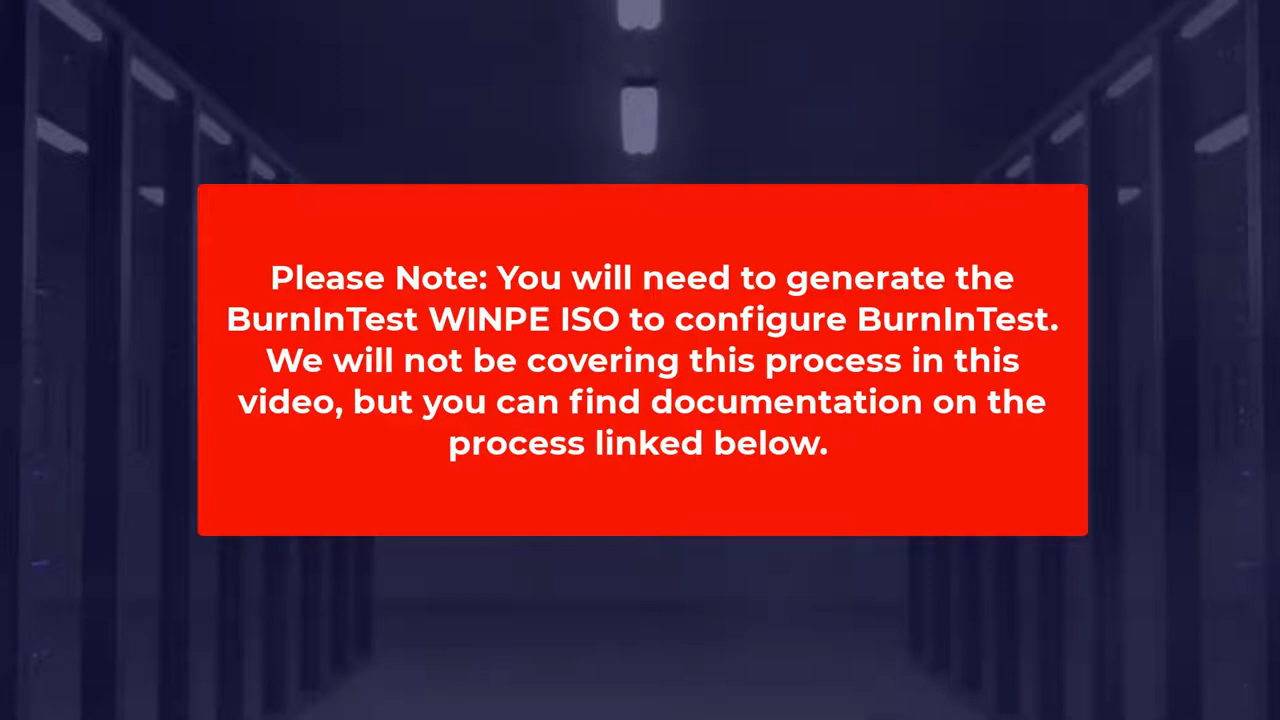 Please Note: You will need to generate the
BurnInTest WINPE ISO to configure BurnInTest.
We will not be covering this process in this
video, but you can find documentation on the
process linked below.